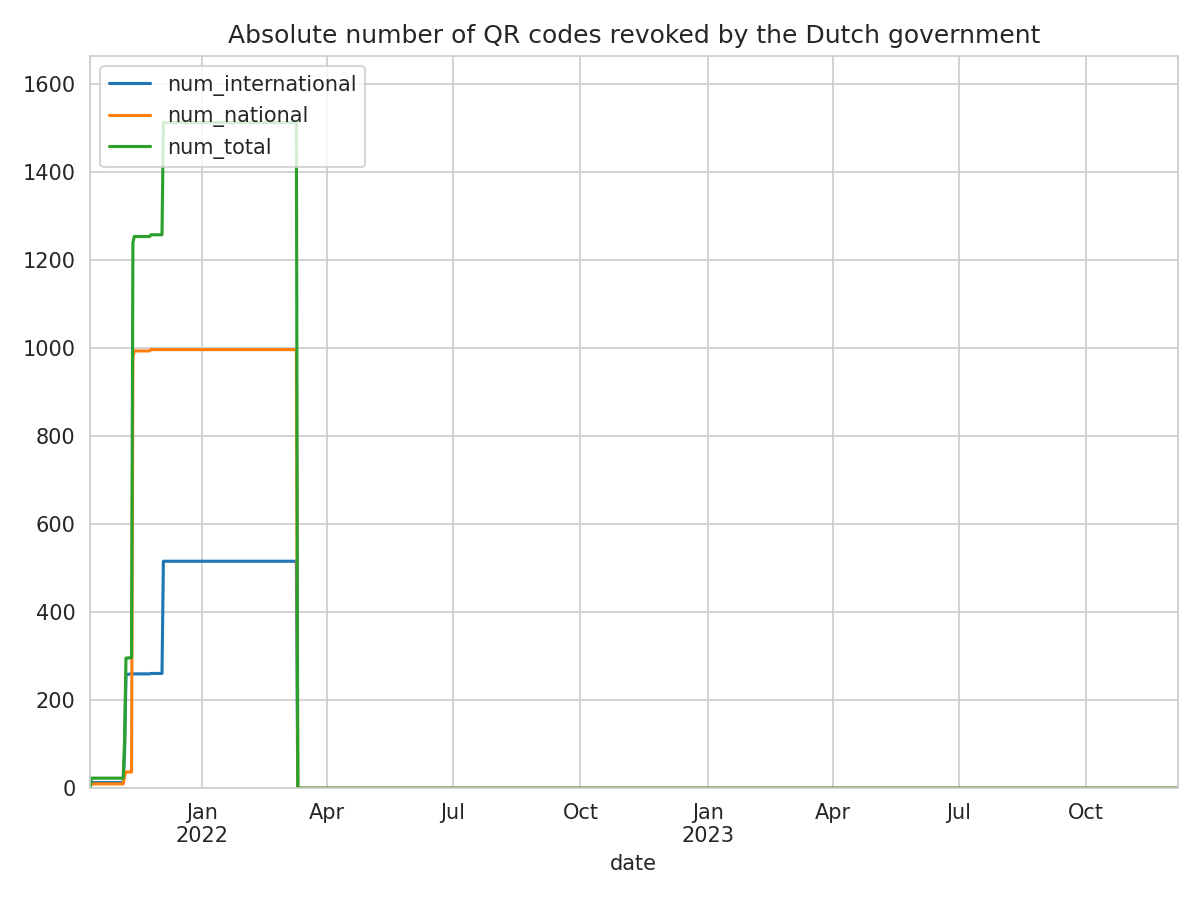 Absolute number of QR codes revoked by the Dutch government
num_international
num_national
num_total
1600
1400
1200
1000
800
600
400
200
0
Jan Apr Jul Oct Jan Apr Jul Oct
2022 2023
date